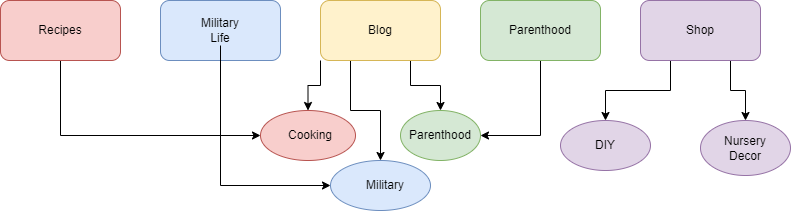 Recipes
Military
Life
Blog
Parenthood
Shop
Cooking
Parenthood
DIY
Nursery
Decor
Military